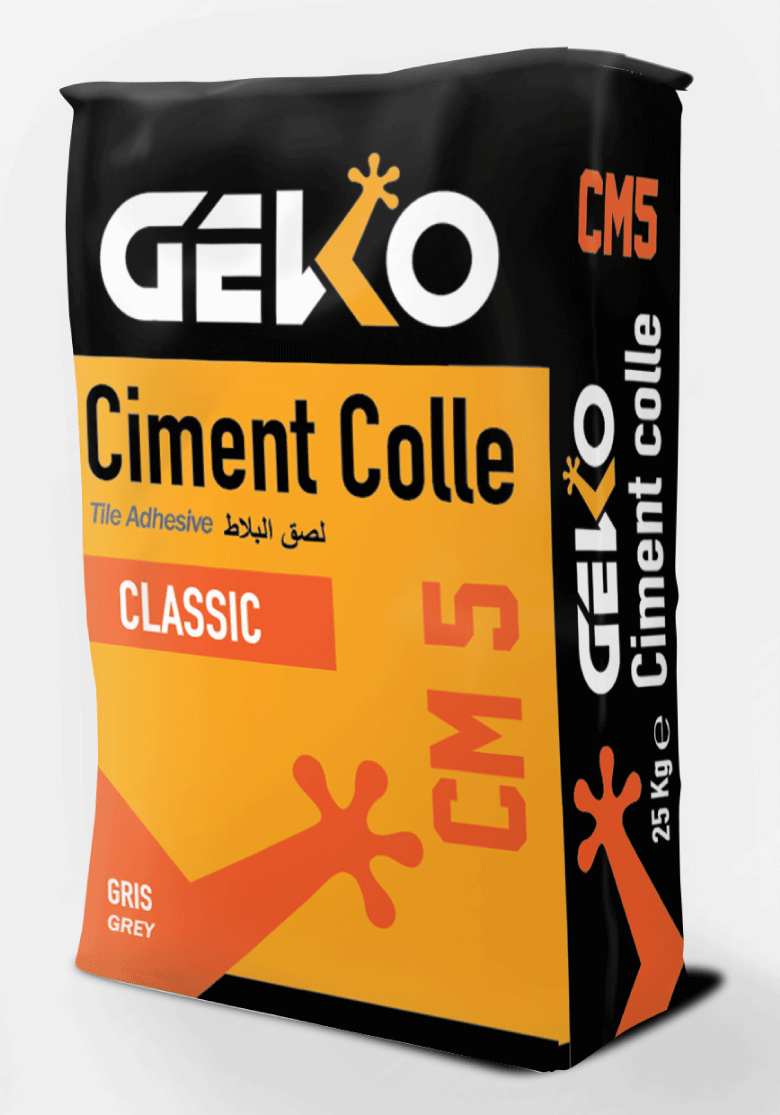 GEKO
Ciment Colle
Tile Adhesive لصق البلاط
CLASSIC
CM 5
GRIS
GREY
CM5
GEKO
Ciment colle
25 Kg e